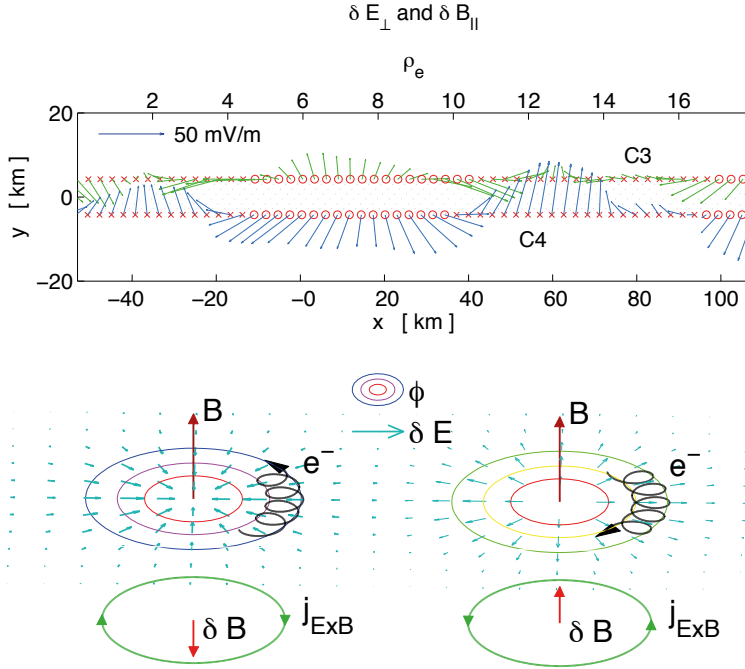 δ E⊥ and δ B||
ρe
2 4 6 8 10 12 14 16
20
0
−20
y [ km]
50 mV/m
C3
C4
−40 −20 −0 20 40 60 80 100
x [ km]
ϕ
δ E
B
e−
B
e−
δ B
jExB
δ B
jExB